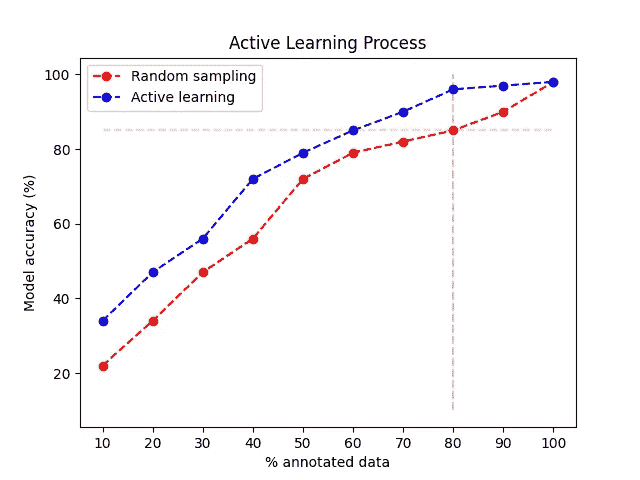 Active Learning Process
Random sampling
Active learning
Model accuracy (%)
100
80
60
40
20
10 20 30 40 50 60 70 80 90 100
% annotated data